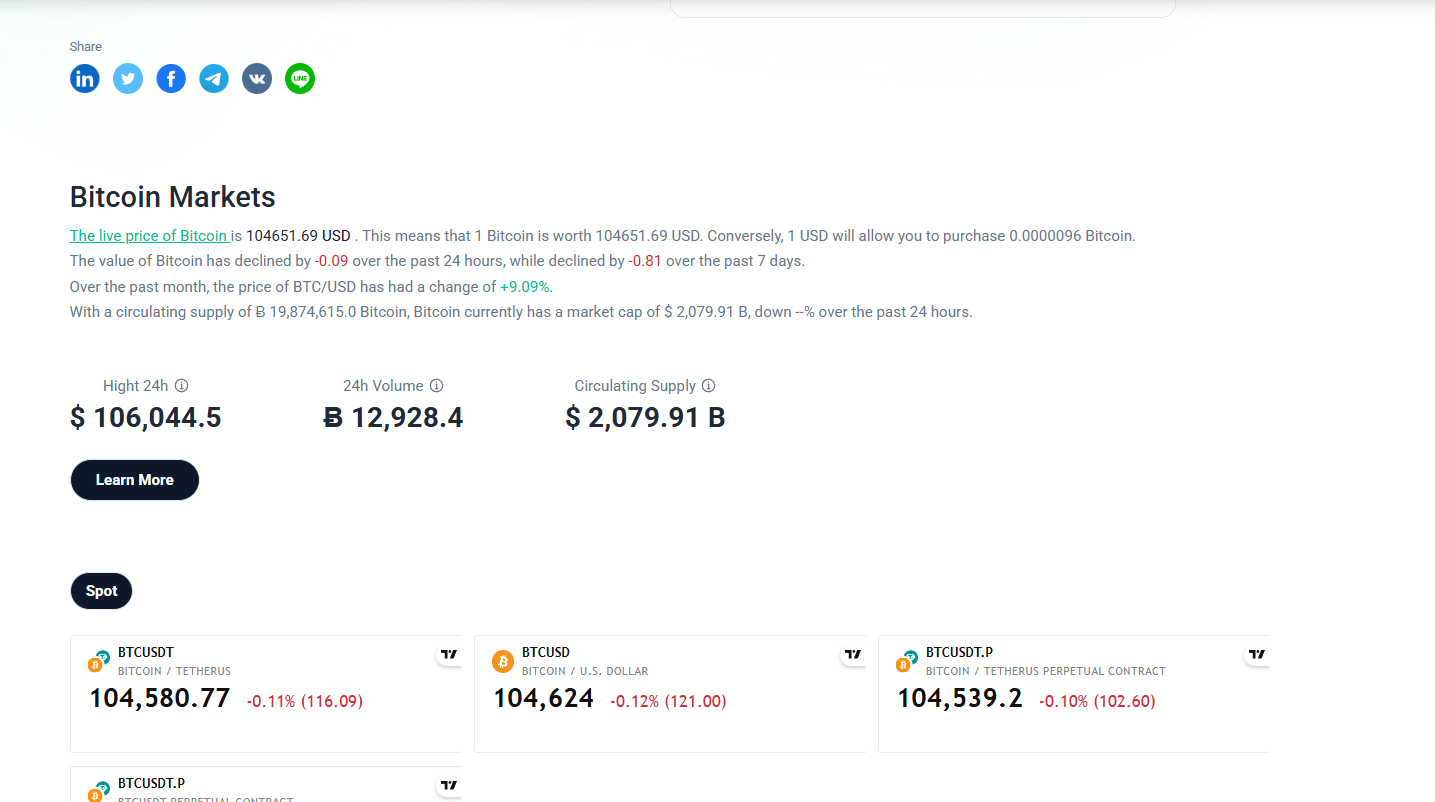 Share
in f VK LINE
Bitcoin Markets
The live price of Bitcoin is 104651.69 USD . This means that 1 Bitcoin is worth 104651.69 USD. Conversely, 1 USD will allow you to purchase 0.0000096 Bitcoin.
The value of Bitcoin has declined by -0.09 over the past 24 hours, while declined by -0.81 over the past 7 days.
Over the past month, the price of BTC/USD has had a change of +9.09%.
With a circulating supply of Ƀ 19,874,615.0 Bitcoin, Bitcoin currently has a market cap of $ 2,079.91 B, down --% over the past 24 hours.
Hight 24h 24h Volume Circulating Supply
$ 106,044.5 Ƀ 12,928.4 $ 2,079.91 B
Learn More
Spot
BTCUSDT
BITCOIN / TETHERUS
104,580.77 -0.11% (116.09)
BTCUSD
BITCOIN / U.S. DOLLAR
104,624 -0.12% (121.00)
BTCUSDT.P
BITCOIN / TETHERUS PERPETUAL CONTRACT
104,539.2 -0.10% (102.60)
BTCUSDT.P
BTCUSDT PERPETUAL CONTRACT